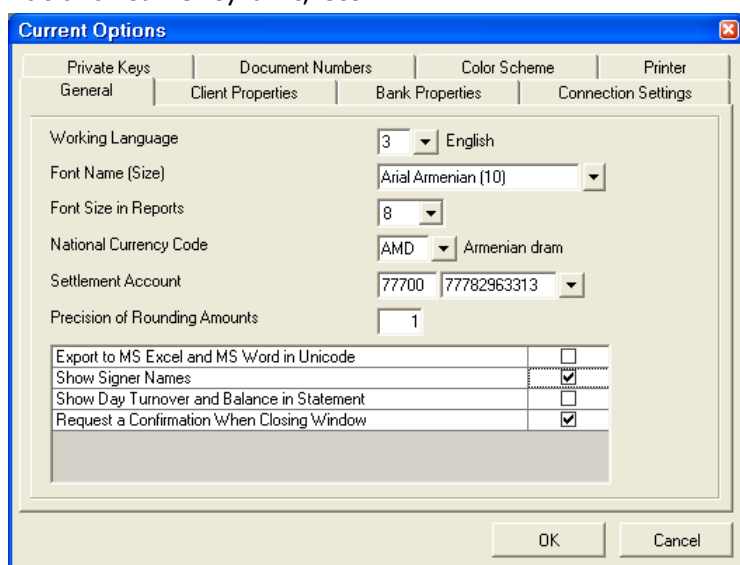 Current Options
Private Keys Document Numbers Color Scheme Printer
General Client Properties Bank Properties Connection Settings
Working Language 3 English
Font Name (Size) Arial Armenian (10)
Font Size in Reports 8
National Currency Code AMD Armenian dram
Settlement Account 77700 77782963313
Precision of Rounding Amounts 1
Export to MS Excel and MS Word in Unicode
Show Signer Names
Show Day Turnover and Balance in Statement
Request a Confirmation When Closing Window
OK Cancel